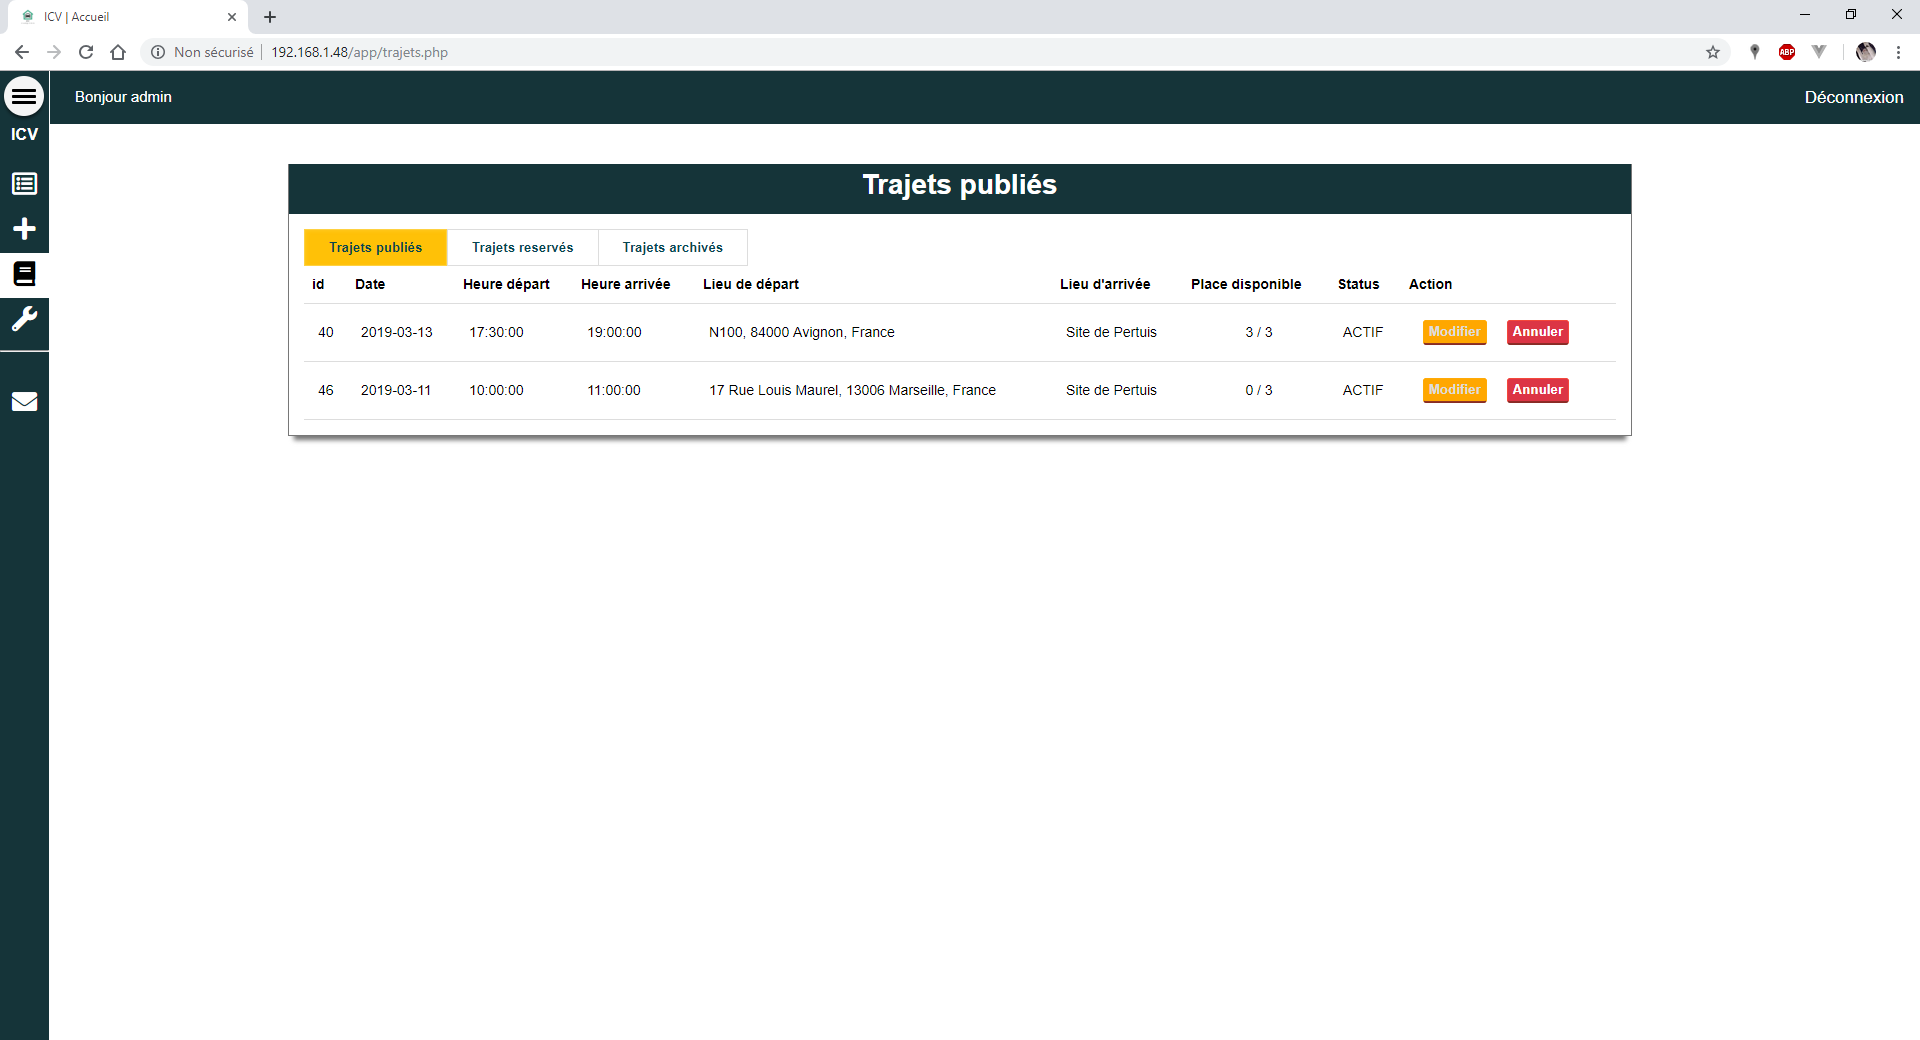 ICV | Accueil
Non sécurisé 192.168.1.48/app/trajets.php
ABP
Bonjour admin Déconnexion
ICV
Trajets publiés
Trajets publiés Trajets reservés Trajets archivés
id Date Heure départ Heure arrivée Lieu de départ Lieu d'arrivée Place disponible Status Action
40 2019-03-13 17:30:00 19:00:00 N100, 84000 Avignon, France Site de Pertuis 3 / 3 ACTIF Modifier Annuler
46 2019-03-11 10:00:00 11:00:00 17 Rue Louis Maurel, 13006 Marseille, France Site de Pertuis 0 / 3 ACTIF Modifier Annuler